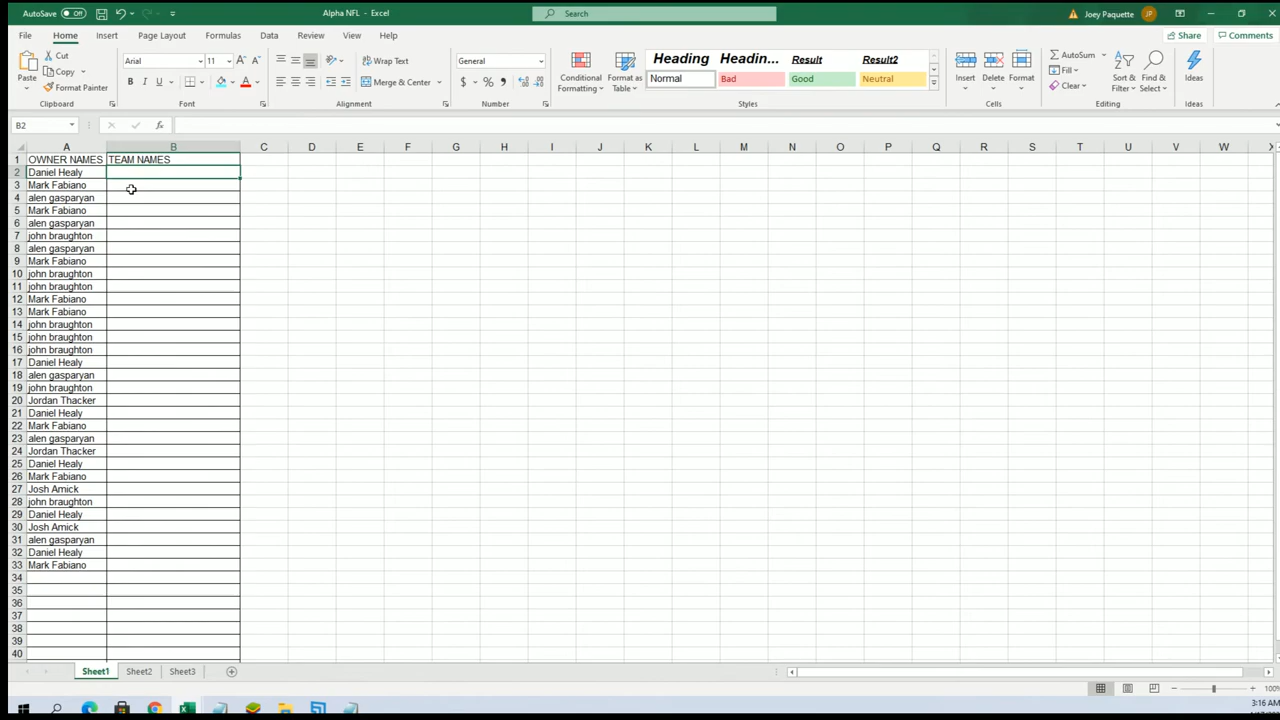 AutoSave Off Alpha NFL - Excel Search Joey Paquette JP
File Home Insert Page Layout Formulas Data Review View Help Share Comments
Paste Cut Copy Format Painter Clipboard
Arial 11 A A B I U A Font
Wrap Text Merge & Center Alignment
General $ % Number
Conditional Formatting Format as Table
Heading Headin... Result Result2
Normal Bad Good Neutral
Styles
Insert Delete Format Cells
AutoSum Fill Clear Sort & Filter Find & Select Editing
Ideas Ideas
B2 fx
A B C D E F G H I J K L M N O P Q R S T U V W X
1 OWNER NAMES TEAM NAMES
2 Daniel Healy
3 Mark Fabiano
4 alen gasparyan
5 Mark Fabiano
6 alen gasparyan
7 john braughton
8 alen gasparyan
9 Mark Fabiano
10 john braughton
11 john braughton
12 Mark Fabiano
13 Mark Fabiano
14 john braughton
15 john braughton
16 john braughton
17 Daniel Healy
18 alen gasparyan
19 john braughton
20 Jordan Thacker
21 Daniel Healy
22 Mark Fabiano
23 alen gasparyan
24 Jordan Thacker
25 Daniel Healy
26 Mark Fabiano
27 Josh Amick
28 john braughton
29 Daniel Healy
30 Josh Amick
31 alen gasparyan
32 Daniel Healy
33 Mark Fabiano
34
35
36
37
38
39
40
Sheet1 Sheet2 Sheet3
100%
3:16 AM